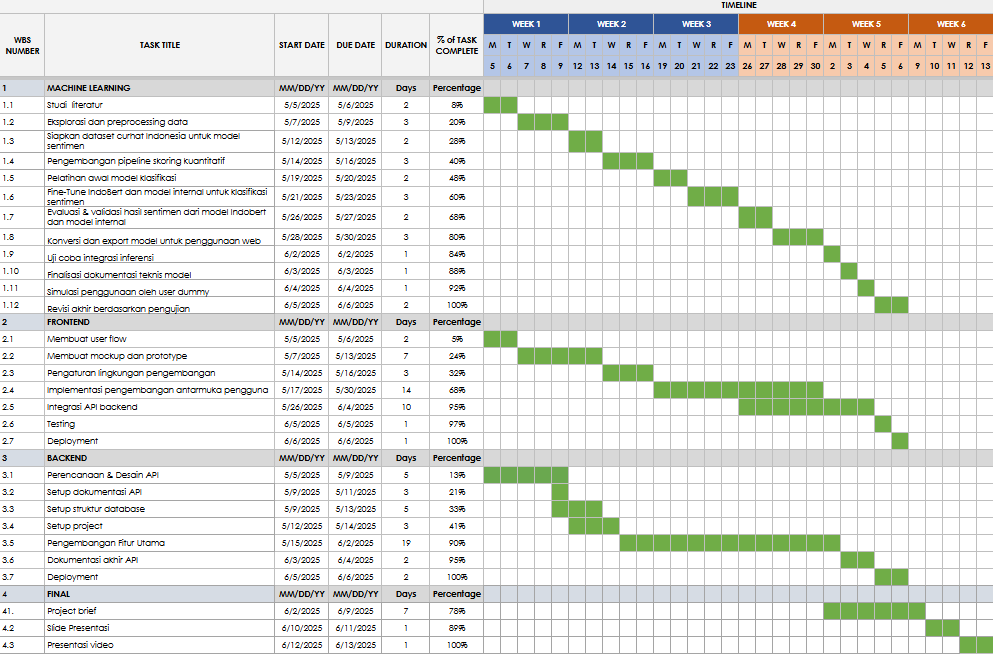 TIMELINE
WBS NUMBER TASK TITLE START DATE DUE DATE DURATION % of TASK COMPLETE WEEK 1 WEEK 2 WEEK 3 WEEK 4 WEEK 5 WEEK 6
M T W R F M T W R F M T W R F M T W R F M T W R F M T W R F
5 6 7 8 9 12 13 14 15 16 19 20 21 22 23 26 27 28 29 30 2 3 4 5 6 9 10 11 12 13
1 MACHINE LEARNING MM/DD/YY MM/DD/YY Days Percentage
1.1 Studi literatur 5/5/2025 5/6/2025 2 8%
1.2 Eksplorasi dan preprocessing data 5/7/2025 5/9/2025 3 20%
1.3 Siapkan dataset curhat Indonesia untuk model sentimen 5/12/2025 5/13/2025 2 28%
1.4 Pengembangan pipeline skoring kuantitatif 5/14/2025 5/16/2025 3 40%
1.5 Pelatihan awal model klasifikasi 5/19/2025 5/20/2025 2 48%
1.6 Fine-Tune IndoBert dan model internal untuk klasifikasi sentimen 5/21/2025 5/23/2025 3 60%
1.7 Evaluasi & validasi hasil sentimen dari model Indobert dan model internal 5/26/2025 5/27/2025 2 68%
1.8 Konversi dan export model untuk penggunaan web 5/28/2025 5/30/2025 3 80%
1.9 Uji coba integrasi inferensi 6/2/2025 6/2/2025 1 84%
1.10 Finalisasi dokumentasi teknis model 6/3/2025 6/3/2025 1 88%
1.11 Simulasi penggunaan oleh user dummy 6/4/2025 6/4/2025 1 92%
1.12 Revisi akhir berdasarkan pengujian 6/5/2025 6/6/2025 2 100%
2 FRONTEND MM/DD/YY MM/DD/YY Days Percentage
2.1 Membuat user flow 5/5/2025 5/6/2025 2 5%
2.2 Membuat mockup dan prototype 5/7/2025 5/13/2025 7 24%
2.3 Pengaturan lingkungan pengembangan 5/14/2025 5/16/2025 3 32%
2.4 Implementasi pengembangan antarmuka pengguna 5/17/2025 5/30/2025 14 68%
2.5 Integrasi API backend 5/26/2025 6/4/2025 10 95%
2.6 Testing 6/5/2025 6/5/2025 1 97%
2.7 Deployment 6/6/2025 6/6/2025 1 100%
3 BACKEND MM/DD/YY MM/DD/YY Days Percentage
3.1 Perencanaan & Desain API 5/5/2025 5/9/2025 5 13%
3.2 Setup dokumentasi API 5/9/2025 5/11/2025 3 21%
3.3 Setup struktur database 5/9/2025 5/13/2025 5 33%
3.4 Setup project 5/12/2025 5/14/2025 3 41%
3.5 Pengembangan Fitur Utama 5/15/2025 6/2/2025 19 90%
3.6 Dokumentasi akhir API 6/3/2025 6/4/2025 2 95%
3.7 Deployment 6/5/2025 6/6/2025 2 100%
4 FINAL MM/DD/YY MM/DD/YY Days Percentage
41. Project brief 6/2/2025 6/9/2025 7 78%
4.2 Slide Presentasi 6/10/2025 6/11/2025 1 89%
4.3 Presentasi video 6/12/2025 6/13/2025 1 100%